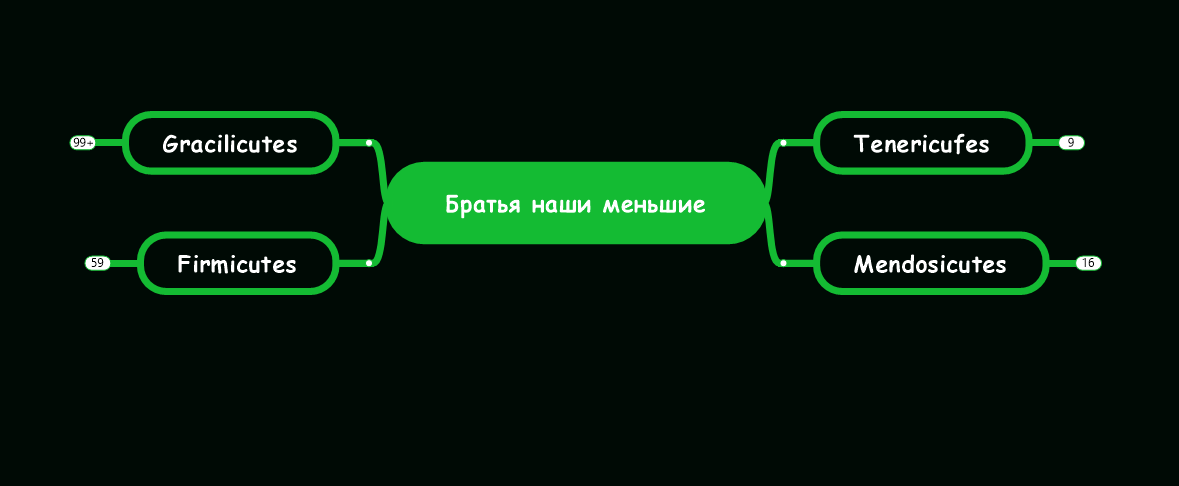 99+
Gracilicutes
Tenericufes
9
Братья наши меньшие
59
Firmicutes
Mendosicutes
16